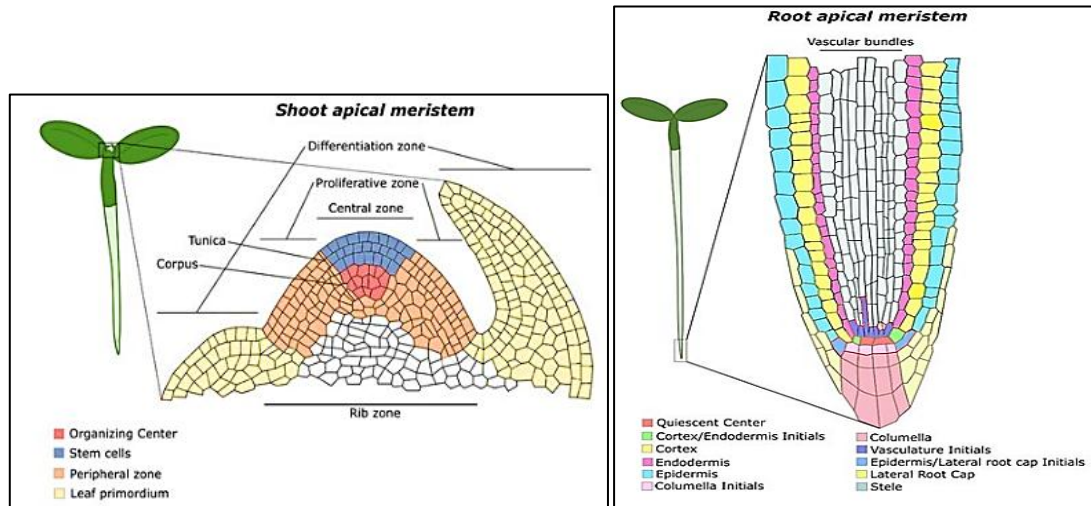 Shoot apical meristem
Differentiation zone
Proliferative zone
Central zone
Tunica
Corpus
Rib zone
Organizing Center
Stem cells
Peripheral zone
Leaf primordium
Root apical meristem
Vascular bundles
Quiescent Center
Cortex/Endodermis Initials
Cortex
Endodermis
Epidermis
Columella Initials
Columella
Vasculature Initials
Epidermis/Lateral root cap Initials
Lateral Root Cap
Stele